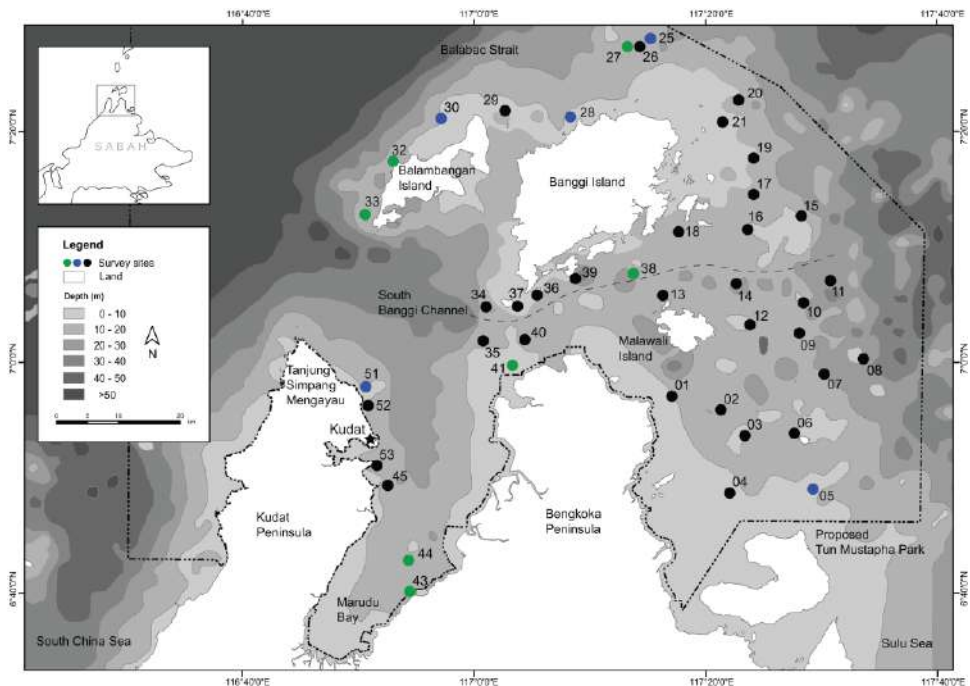 116°40'0"E 117°0'0"E 117°20'0"E 117°40'0"E
Balabac Strait
25
27 26
20
30 29 28
21
7°20'0"N 7°20'0"N
SABAH
32
19
Balambangan
Island
Banggi Island
17
33
15
16
18
Legend
Survey sites
Land
Depth (m)
0 - 10
10 - 20
20 - 30
30 - 40
40 - 50
>50
N
0 5 10 20 km
38
39
36
37
34
South
Banggi Channel
13
14
11
10
12
40
35
Malawali
Island
09
08
7°0'0"N 7°0'0"N
41
07
Tanjung
Simpang
Mengayau
51
52
01
02
03
06
Kudat
53
45
04
05
Kudat
Peninsula
Bengkoka
Peninsula
Proposed
Tun Mustapha Park
44
43
6°40'0"N 6°40'0"N
Marudu
Bay
South China Sea
Sulu Sea
116°40'0"E 117°0'0"E 117°20'0"E 117°40'0"E